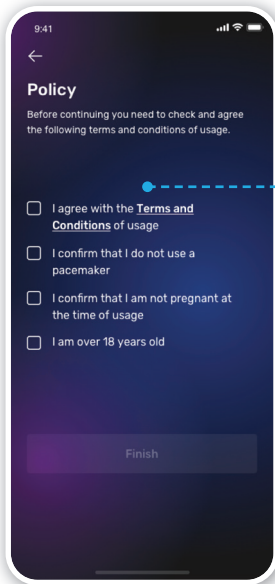 9:41
Policy
Before continuing you need to check and agree
the following terms and conditions of usage.
I agree with the Terms and
Conditions of usage
I confirm that I do not use a
pacemaker
I confirm that I am not pregnant at
the time of usage
I am over 18 years old
Finish